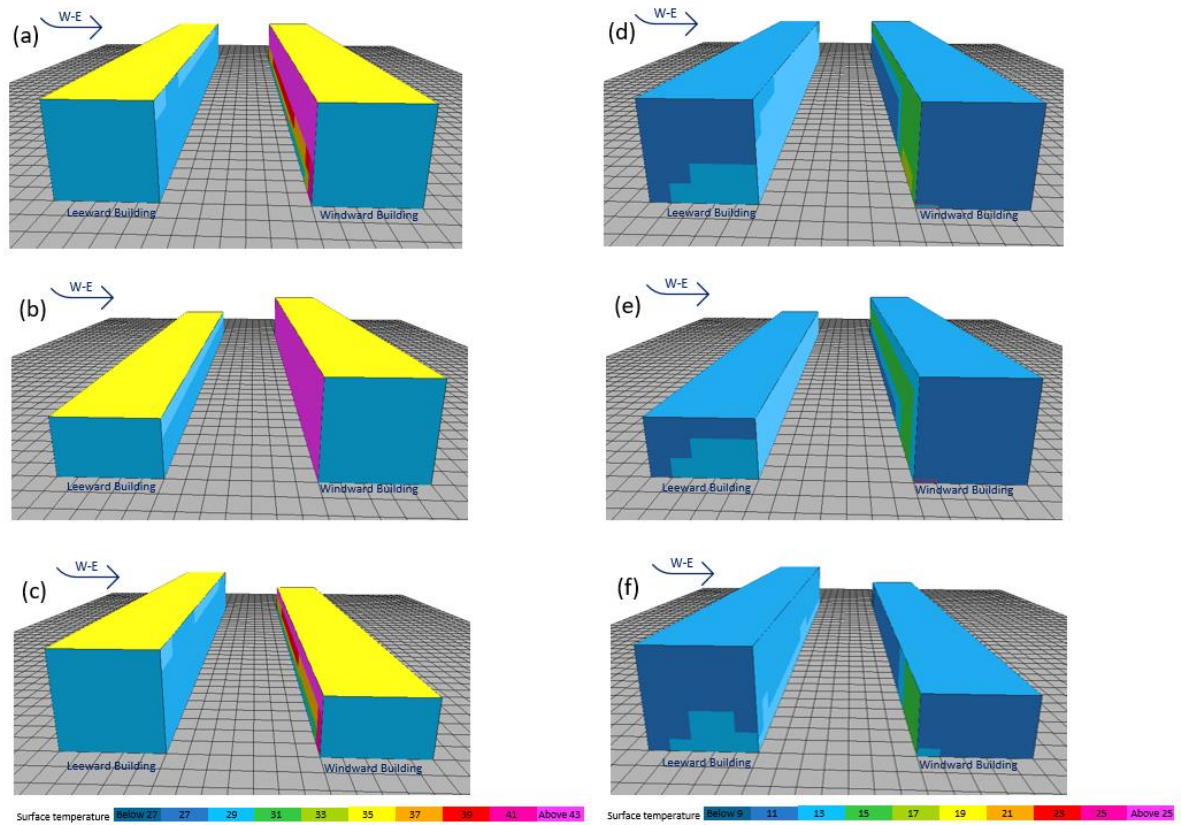 (a)
W-E
Leeward Building
Windward Building
(d)
W-E
Leeward Building
Windward Building
(b)
W-E
Leeward Building
Windward Building
(e)
W-E
Leeward Building
Windward Building
(c)
W-E
Leeward Building
Windward Building
(f)
W-E
Leeward Building
Windward Building
Surface temperature Below 27 27 29 31 33 35 37 39 41 Above 43
Surface temperature Below 9 11 13 15 17 19 21 23 25 Above 25